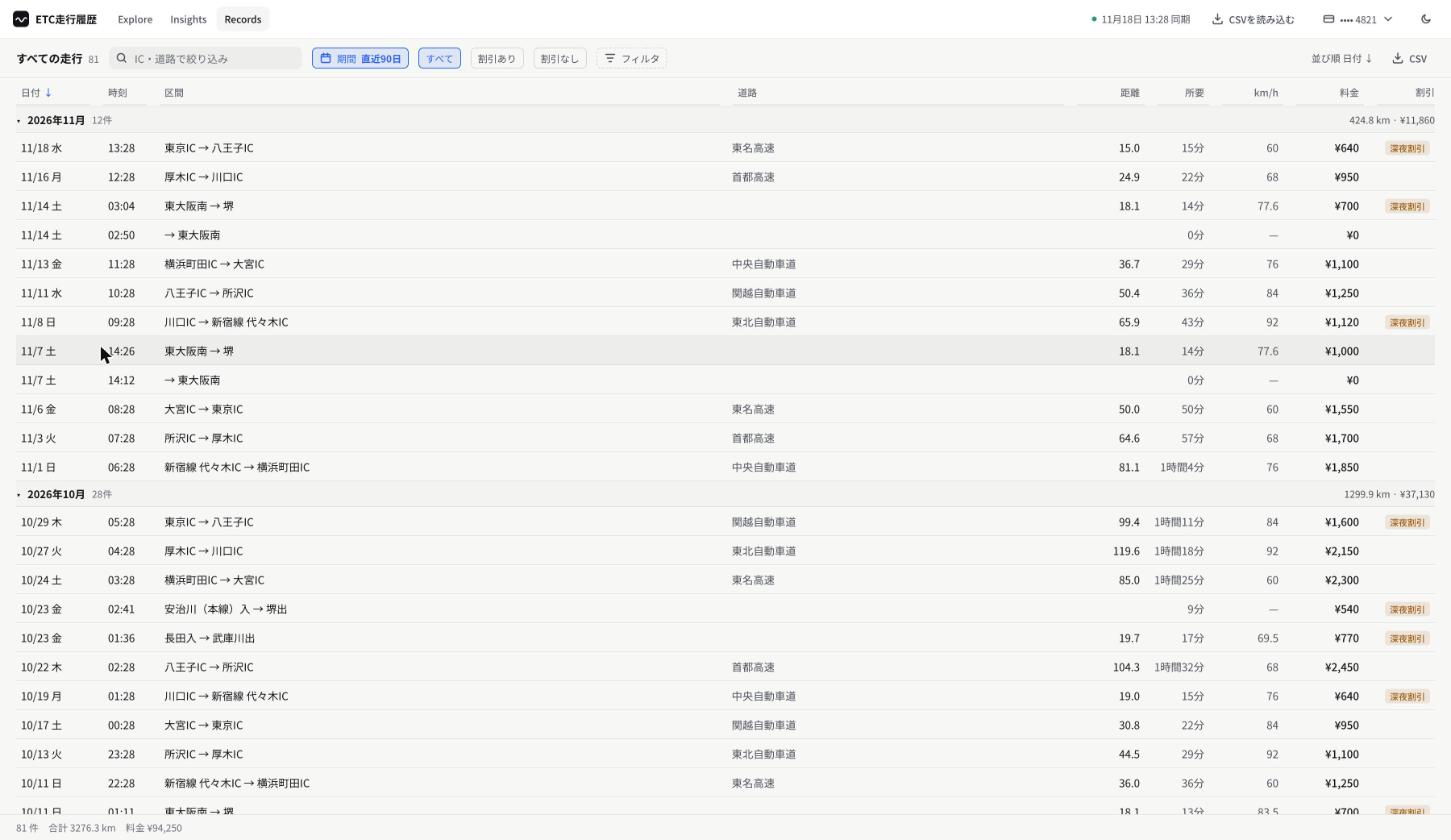 ETC走行履歴 Explore Insights Records 11月18日 13:28 同期 CSVを読み込む •••• 4821
すべての走行 81 IC・道路で絞り込み 期間 直近90日 すべて 割引あり 割引なし フィルタ 並び順 日付 ↓ CSV
日付 ↓ 時刻 区間 道路 距離 所要 km/h 料金 割引
2026年11月 12件 424.8 km · ¥11,860
11/18 水 13:28 東京IC → 八王子IC 東名高速 15.0 15分 60 ¥640 深夜割引
11/16 月 12:28 厚木IC → 川口IC 首都高速 24.9 22分 68 ¥950
11/14 土 03:04 東大阪南 → 堺 18.1 14分 77.6 ¥700 深夜割引
11/14 土 02:50 → 東大阪南 0分 — ¥0
11/13 金 11:28 横浜町田IC → 大宮IC 中央自動車道 36.7 29分 76 ¥1,100
11/11 水 10:28 八王子IC → 所沢IC 関越自動車道 50.4 36分 84 ¥1,250
11/8 日 09:28 川口IC → 新宿線 代々木IC 東北自動車道 65.9 43分 92 ¥1,120 深夜割引
11/7 土 14:26 東大阪南 → 堺 18.1 14分 77.6 ¥1,000
11/7 土 14:12 → 東大阪南 0分 — ¥0
11/6 金 08:28 大宮IC → 東京IC 東名高速 50.0 50分 60 ¥1,550
11/3 火 07:28 所沢IC → 厚木IC 首都高速 64.6 57分 68 ¥1,700
11/1 日 06:28 新宿線 代々木IC → 横浜町田IC 中央自動車道 81.1 1時間4分 76 ¥1,850
2026年10月 28件 1299.9 km · ¥37,130
10/29 木 05:28 東京IC → 八王子IC 関越自動車道 99.4 1時間11分 84 ¥1,600 深夜割引
10/27 火 04:28 厚木IC → 川口IC 東北自動車道 119.6 1時間18分 92 ¥2,150
10/24 土 03:28 横浜町田IC → 大宮IC 東名高速 85.0 1時間25分 60 ¥2,300
10/23 金 02:41 安治川（本線）入 → 堺出 9分 — ¥540 深夜割引
10/23 金 01:36 長田入 → 武庫川出 19.7 17分 69.5 ¥770 深夜割引
10/22 木 02:28 八王子IC → 所沢IC 首都高速 104.3 1時間32分 68 ¥2,450
10/19 月 01:28 川口IC → 新宿線 代々木IC 中央自動車道 19.0 15分 76 ¥640 深夜割引
10/17 土 00:28 大宮IC → 東京IC 関越自動車道 30.8 22分 84 ¥950
10/13 火 23:28 所沢IC → 厚木IC 東北自動車道 44.5 29分 92 ¥1,100
10/11 日 22:28 新宿線 代々木IC → 横浜町田IC 東名高速 36.0 36分 60 ¥1,250
10/11 日 01:11 東大阪南 → 堺 18.1 13分 83.5 ¥700 深夜割引
81 件 合計 3276.3 km 料金 ¥94,250